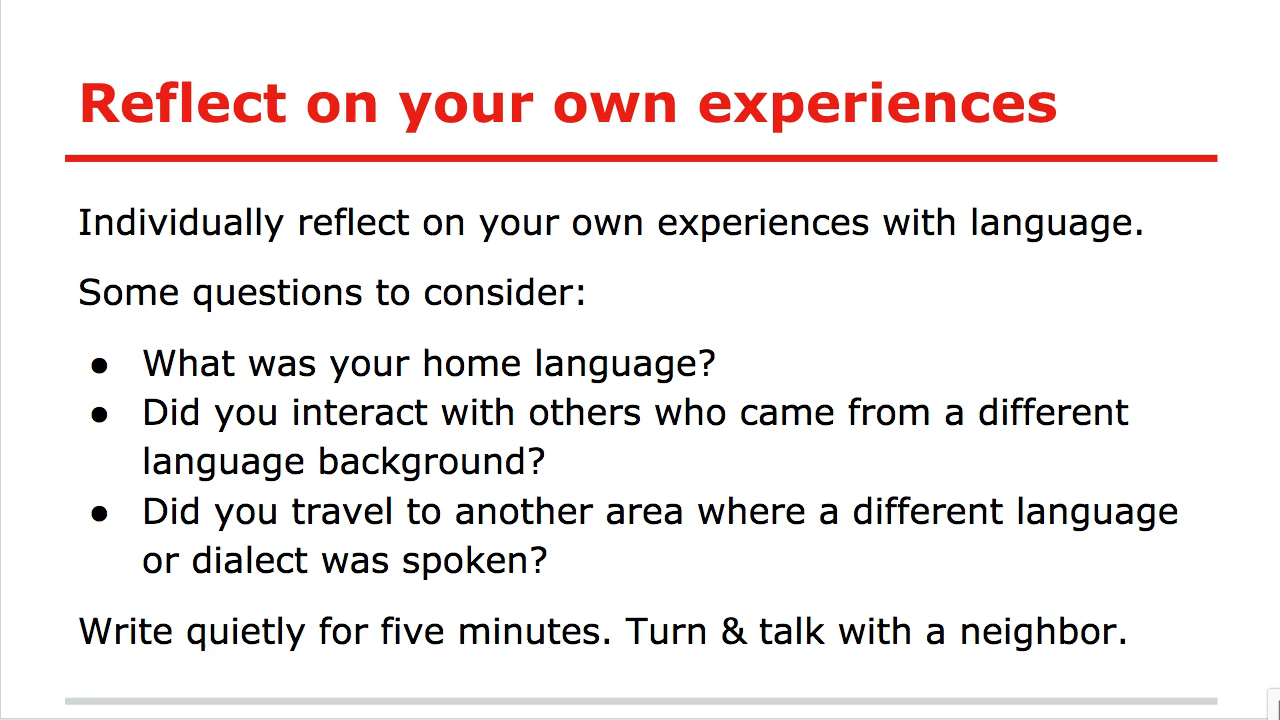 Reflect on your own experiences
Individually reflect on your own experiences with language.
Some questions to consider:
● What was your home language?
● Did you interact with others who came from a different
language background?
● Did you travel to another area where a different language
or dialect was spoken?
Write quietly for five minutes. Turn & talk with a neighbor.